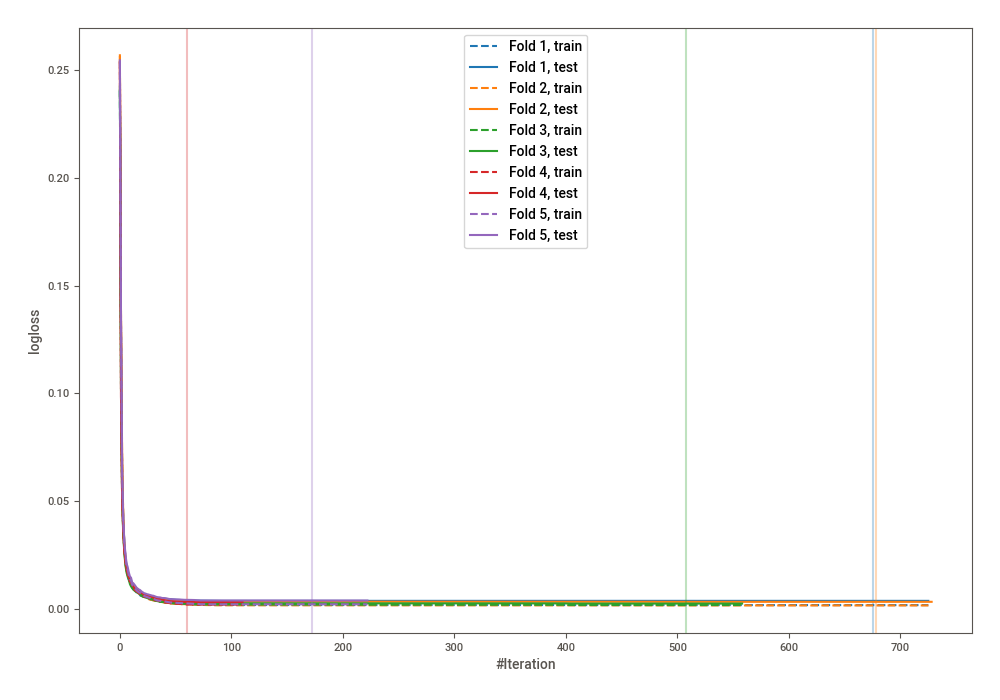 0.25
0.20
0.15
0.10
0.05
0.00
logloss
Fold 1, train
Fold 1, test
Fold 2, train
Fold 2, test
Fold 3, train
Fold 3, test
Fold 4, train
Fold 4, test
Fold 5, train
Fold 5, test
0 100 200 300 400 500 600 700
#Iteration